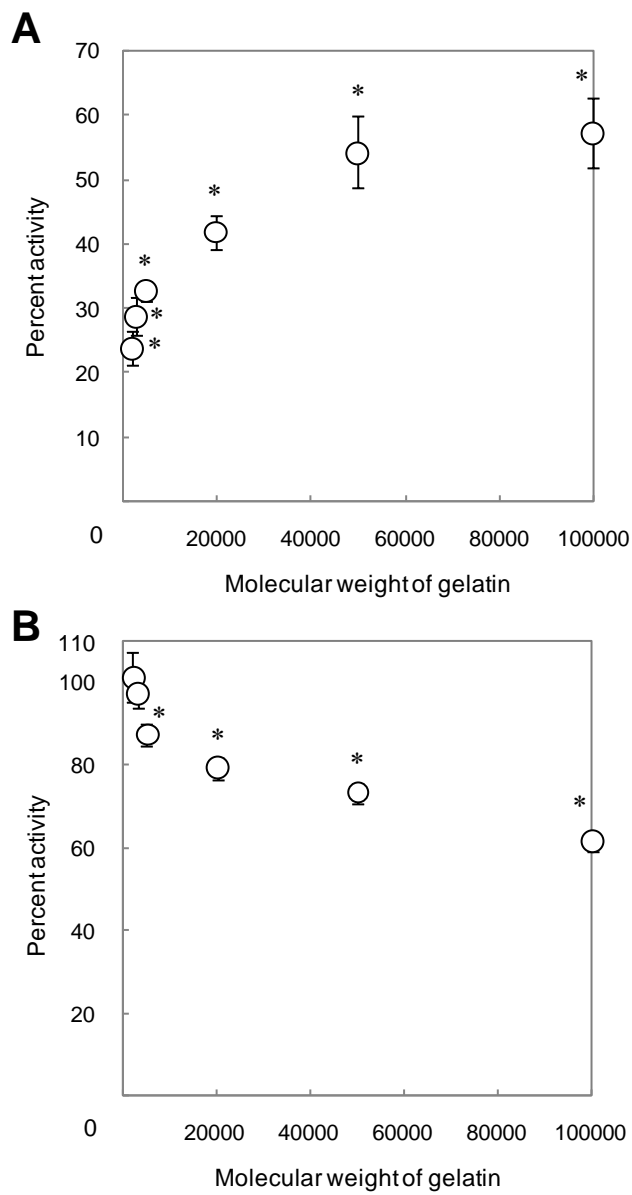 A
70
60
50
40
30
20
10
0
Percent activity
* * * * * *
20000 40000 60000 80000 100000
Molecular weight of gelatin
B
110
100
80
60
40
20
0
Percent activity
* * * *
20000 40000 60000 80000 100000
Molecular weight of gelatin